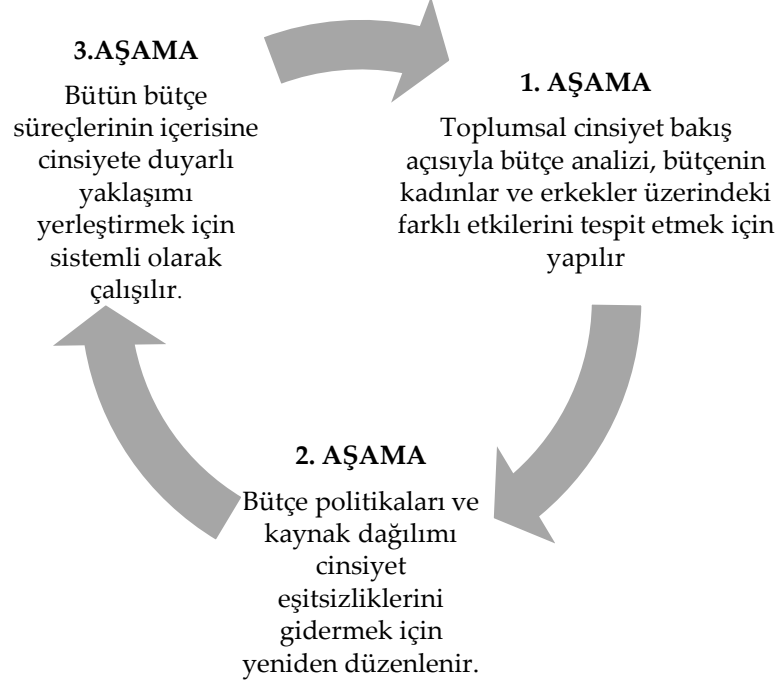 1. AŞAMA
Toplumsal cinsiyet bakış
açısıyla bütçe analizi, bütçenin
kadınlar ve erkekler üzerindeki
farklı etkilerini tespit etmek için
yapılır
2. AŞAMA
Bütçe politikaları ve
kaynak dağılımı
cinsiyet
eşitsizliklerini
gidermek için
yeniden düzenlenir.
3.AŞAMA
Bütün bütçe
süreçlerinin içerisine
cinsiyete duyarlı
yaklaşımı
yerleştirmek için
sistemli olarak
çalışılır.